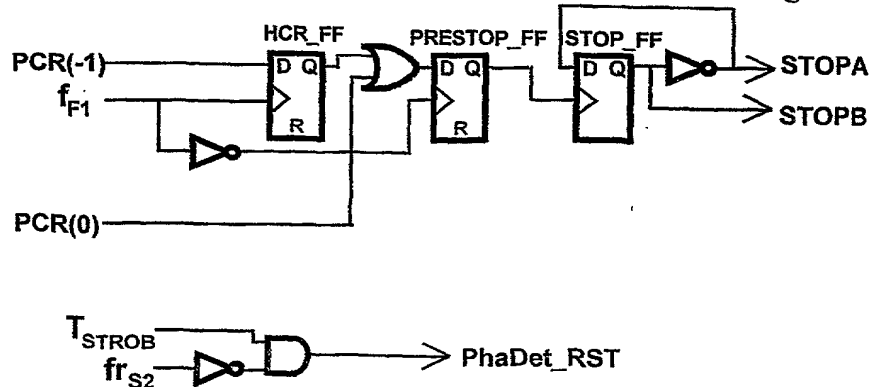 HCR_FF PRESTOP_FF STOP_FF
PCR(-1) D Q D Q D Q STOPA
fF1 STOPB
R R
PCR(0)
TSTROB
PhaDet_RST
frS2